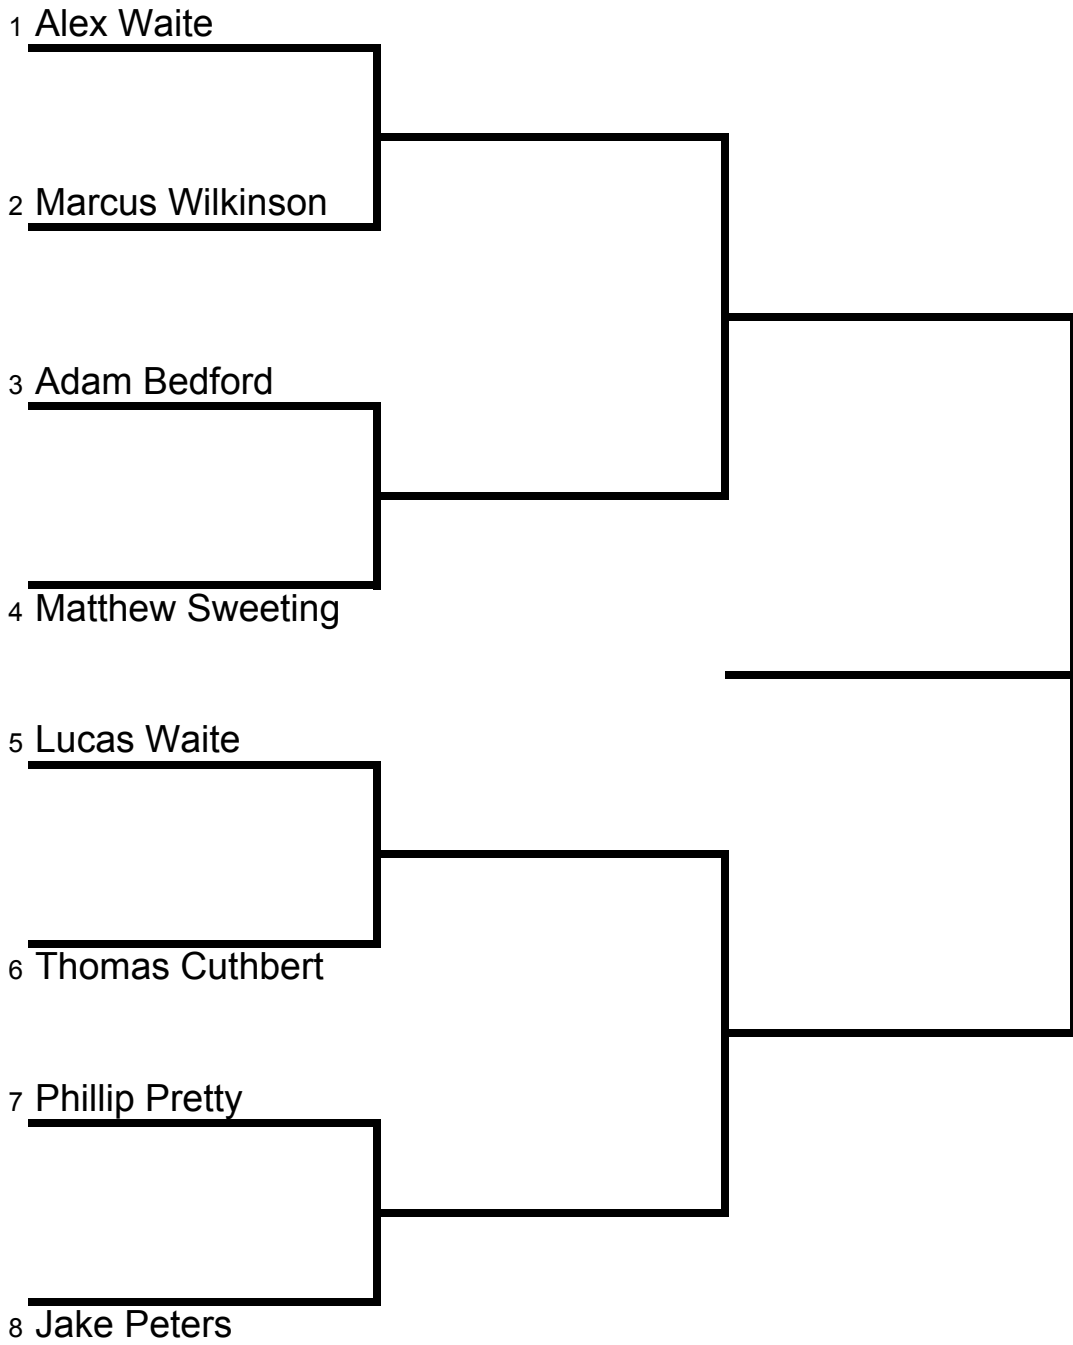 1 Alex Waite
2 Marcus Wilkinson
3 Adam Bedford
4 Matthew Sweeting
5 Lucas Waite
6 Thomas Cuthbert
7 Phillip Pretty
8 Jake Peters